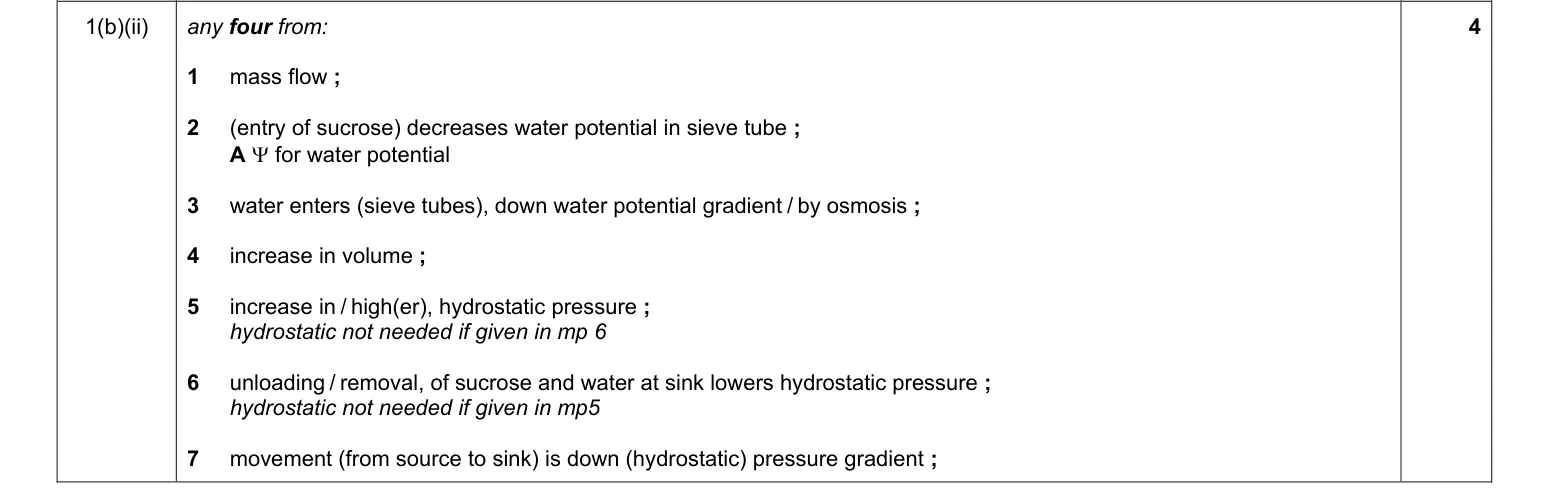 1(b)(ii) any four from: 4
1 mass flow ;
2 (entry of sucrose) decreases water potential in sieve tube ;
A Ψ for water potential
3 water enters (sieve tubes), down water potential gradient / by osmosis ;
4 increase in volume ;
5 increase in / high(er), hydrostatic pressure ;
hydrostatic not needed if given in mp 6
6 unloading / removal, of sucrose and water at sink lowers hydrostatic pressure ;
hydrostatic not needed if given in mp5
7 movement (from source to sink) is down (hydrostatic) pressure gradient ;